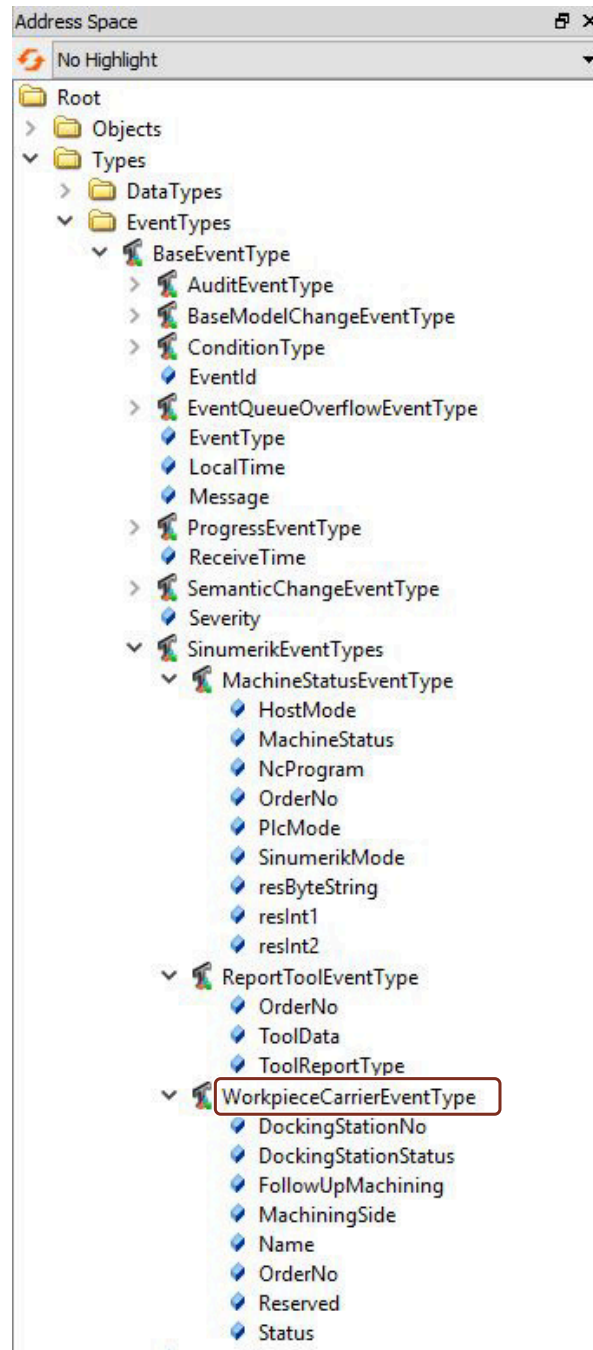 Address Space
No Highlight
Root
Objects
Types
DataTypes
EventTypes
BaseEventType
AuditEventType
BaseModelChangeEventType
ConditionType
EventId
EventQueueOverflowEventType
EventType
LocalTime
Message
ProgressEventType
ReceiveTime
SemanticChangeEventType
Severity
SinumerikEventTypes
MachineStatusEventType
HostMode
MachineStatus
NcProgram
OrderNo
PlcMode
SinumerikMode
resByteString
resInt1
resInt2
ReportToolEventType
OrderNo
ToolData
ToolReportType
WorkpieceCarrierEventType
DockingStationNo
DockingStationStatus
FollowUpMachining
MachiningSide
Name
OrderNo
Reserved
Status